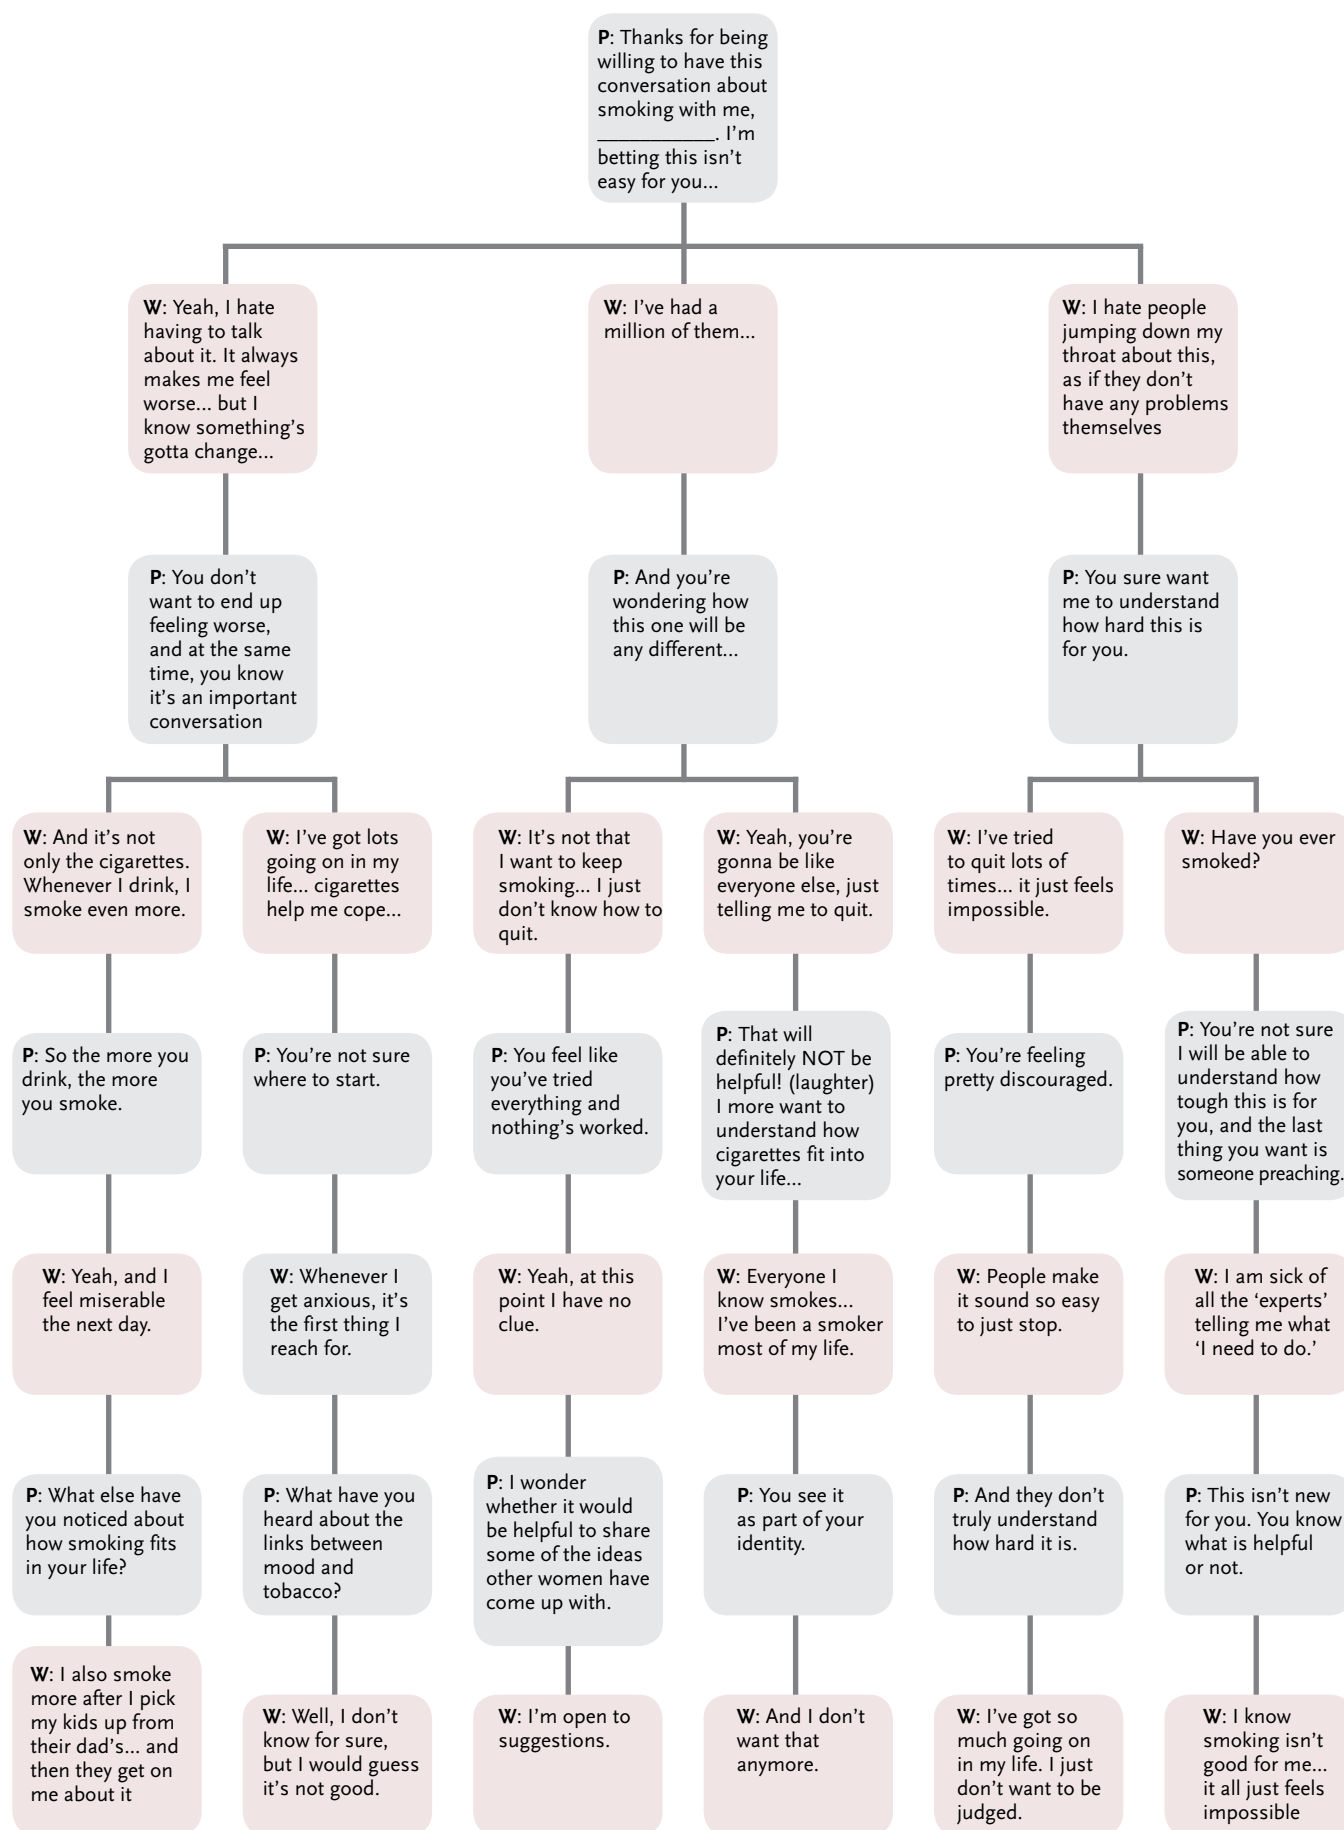 P: Thanks for being
willing to have this
conversation about
smoking with me,
___________. I'm
betting this isn't
easy for you...
W: Yeah, I hate
having to talk
about it. It always
makes me feel
worse... but I
know something's
gotta change...
W: I've had a
million of them...
W: I hate people
jumping down my
throat about this,
as if they don't
have any problems
themselves
P: You don't
want to end up
feeling worse,
and at the same
time, you know
it's an important
conversation
P: And you're
wondering how
this one will be
any different...
P: You sure want
me to understand
how hard this is
for you.
W: And it's not
only the cigarettes.
Whenever I drink, I
smoke even more.
W: I've got lots
going on in my
life... cigarettes
help me cope...
W: It's not that
I want to keep
smoking... I just
don't know how to
quit.
W: Yeah, you're
gonna be like
everyone else, just
telling me to quit.
W: I've tried
to quit lots of
times... it just feels
impossible.
W: Have you ever
smoked?
P: So the more you
drink, the more
you smoke.
P: You're not sure
where to start.
P: You feel like
you've tried
everything and
nothing's worked.
P: That will
definitely NOT be
helpful! (laughter)
I more want to
understand how
cigarettes fit into
your life...
P: You're feeling
pretty discouraged.
P: You're not sure
I will be able to
understand how
tough this is for
you, and the last
thing you want is
someone preaching.
W: Yeah, and I
feel miserable
the next day.
W: Whenever I
get anxious, it's
the first thing I
reach for.
W: Yeah, at this
point I have no
clue.
W: Everyone I
know smokes...
I've been a smoker
most of my life.
W: People make
it sound so easy
to just stop.
W: I am sick of
all the 'experts'
telling me what
'I need to do.'
P: What else have
you noticed about
how smoking fits
in your life?
P: What have you
heard about the
links between
mood and
tobacco?
P: I wonder
whether it would
be helpful to share
some of the ideas
other women have
come up with.
P: You see it
as part of your
identity.
P: And they don't
truly understand
how hard it is.
P: This isn't new
for you. You know
what is helpful
or not.
W: I also smoke
more after I pick
my kids up from
their dad's... and
then they get on
me about it
W: Well, I don't
know for sure,
but I would guess
it's not good.
W: I'm open to
suggestions.
W: And I don't
want that
anymore.
W: I've got so
much going on
in my life. I just
don't want to be
judged.
W: I know
smoking isn't
good for me...
it all just feels
impossible